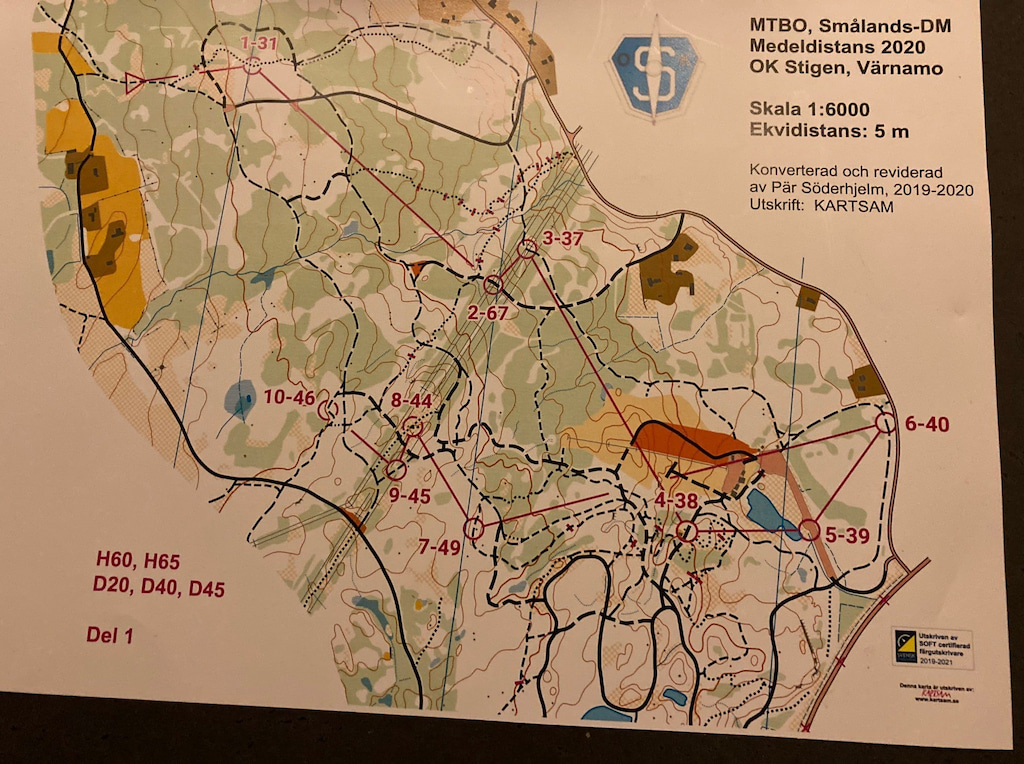 MTBO, Smålands-DM
Medeldistans 2020
OK Stigen, Värnamo
Skala 1:6000
Ekvidistans: 5 m
Konverterad och reviderad
av Pär Söderhjelm, 2019-2020
Utskrift: KARTSAM
S
1-31
3-37
2-67
10-46
8-44
6-40
9-45
4-38
7-49
5-39
H60, H65
D20, D40, D45
Del 1
Utskriven av
SOFT certifierad
färgutskrivare
2019-2021
Denna karta är utskriven av:
KARTSAM
www.kartsam.se